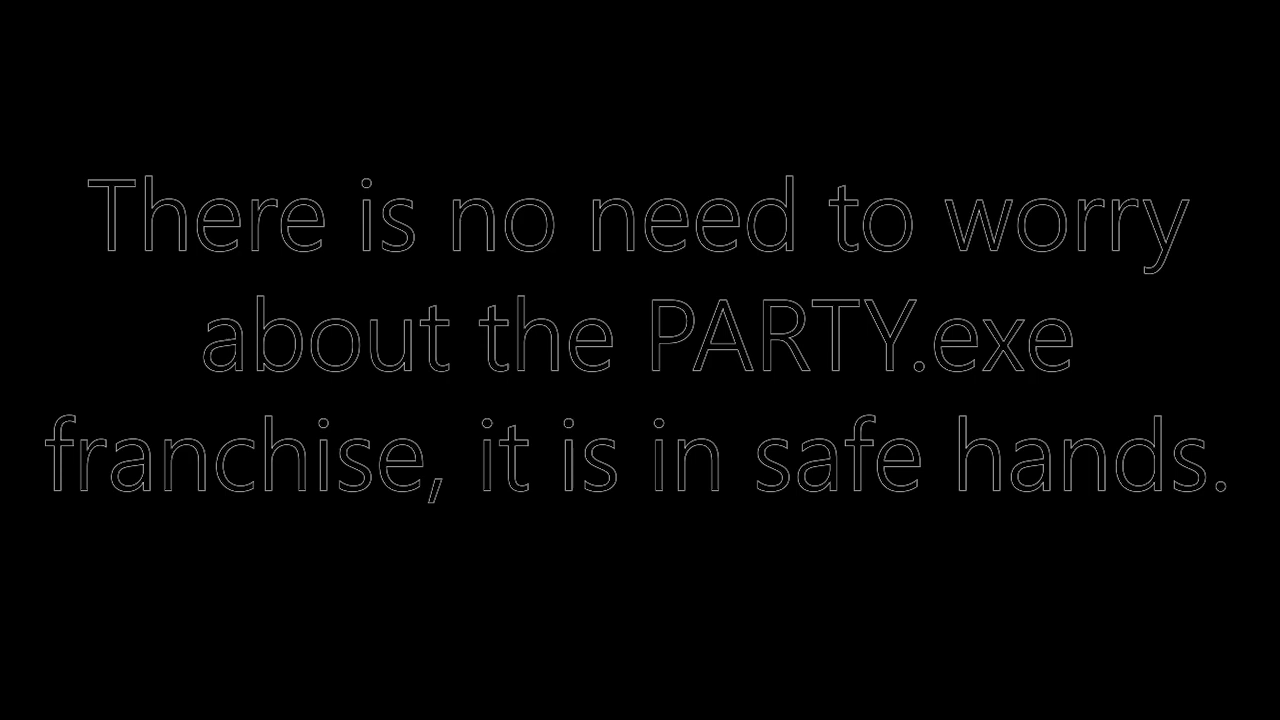 There is no need to worry
about the PARTY.exe
franchise, it is in safe hands.